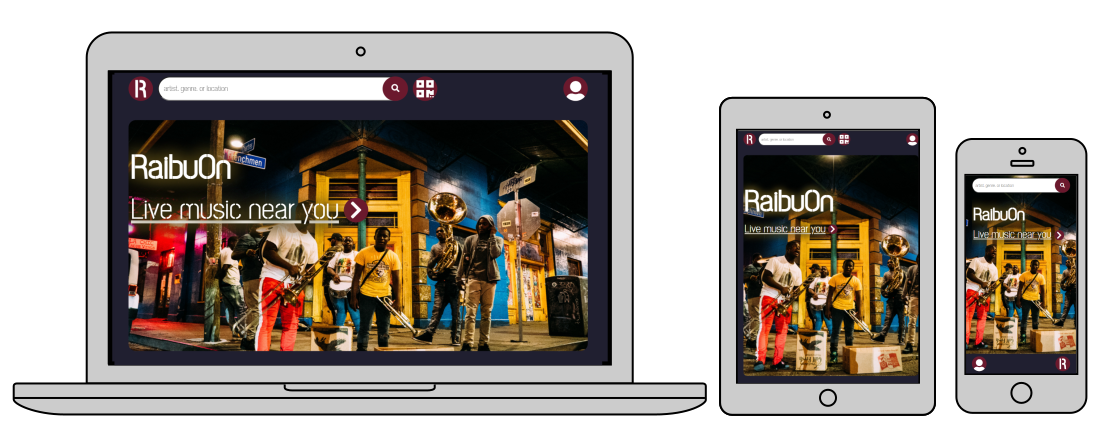 R
artist, genre, or location
nchmen
RaibuOn
Live music near you
R
artist, genre, or location
RaibuOn
Live music near you
artist, genre, or location
RaibuOn
Live music near you
R